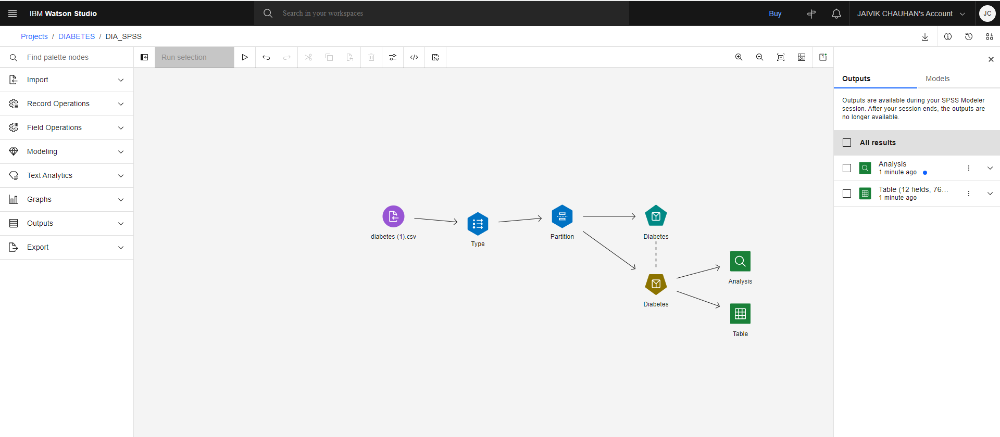 IBM Watson Studio
Search in your workspaces
Buy
JAIVIK CHAUHAN's Account
JC
Projects / DIABETES / DIA_SPSS
Find palette nodes
Run selection
Import
Record Operations
Field Operations
Modeling
Text Analytics
Graphs
Outputs
Export
diabetes (1).csv
Type
Partition
Diabetes
Diabetes
Analysis
Table
Outputs
Models
Outputs are available during your SPSS Modeler
session. After your session ends, the outputs are
no longer available.
All results
Analysis
1 minute ago
Table (12 fields, 76...
1 minute ago